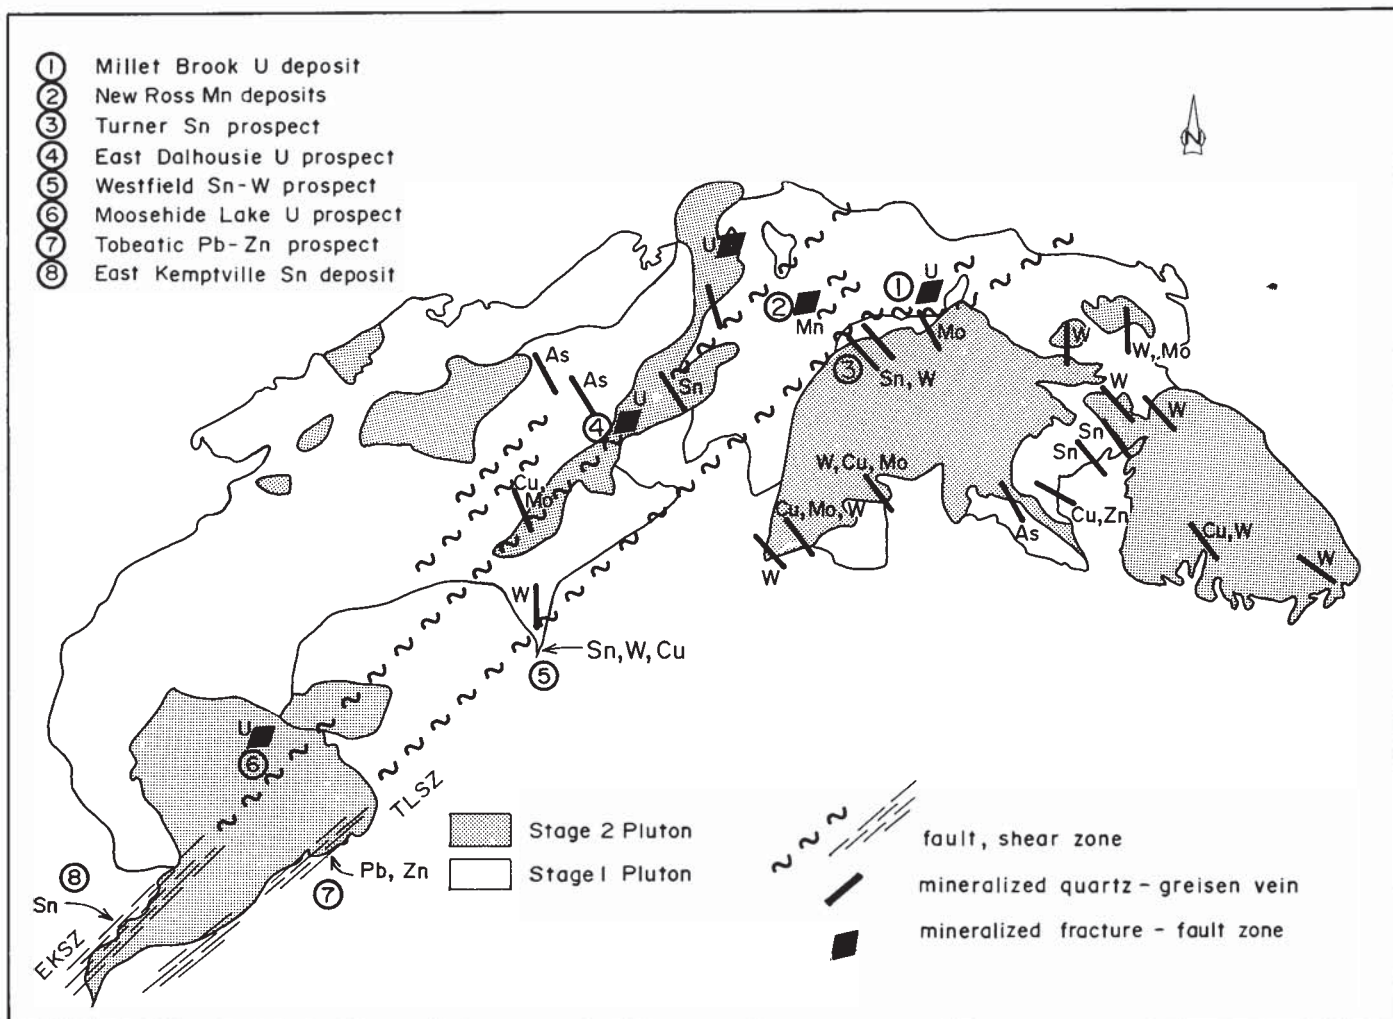 1 Millet Brook U deposit
2 New Ross Mn deposits
3 Turner Sn prospect
4 East Dalhousie U prospect
5 Westfield Sn-W prospect
6 Moosehide Lake U prospect
7 Tobeatic Pb-Zn prospect
8 East Kemptville Sn deposit
N
U
U
1
2
Mn
Mo
W
W,.Mo
3
Sn, W
As
As
Sn
U
4
W
W
Sn
Sn
W, Cu, Mo
Cu,
Mo
Cu, Mo, W
Cu, Zn
As
Cu, W
W
W
W
Sn, W, Cu
5
U
6
TLSZ
Stage 2 Pluton
Stage 1 Pluton
fault, shear zone
mineralized quartz - greisen vein
mineralized fracture - fault zone
Pb, Zn
7
8
Sn
EKSZ